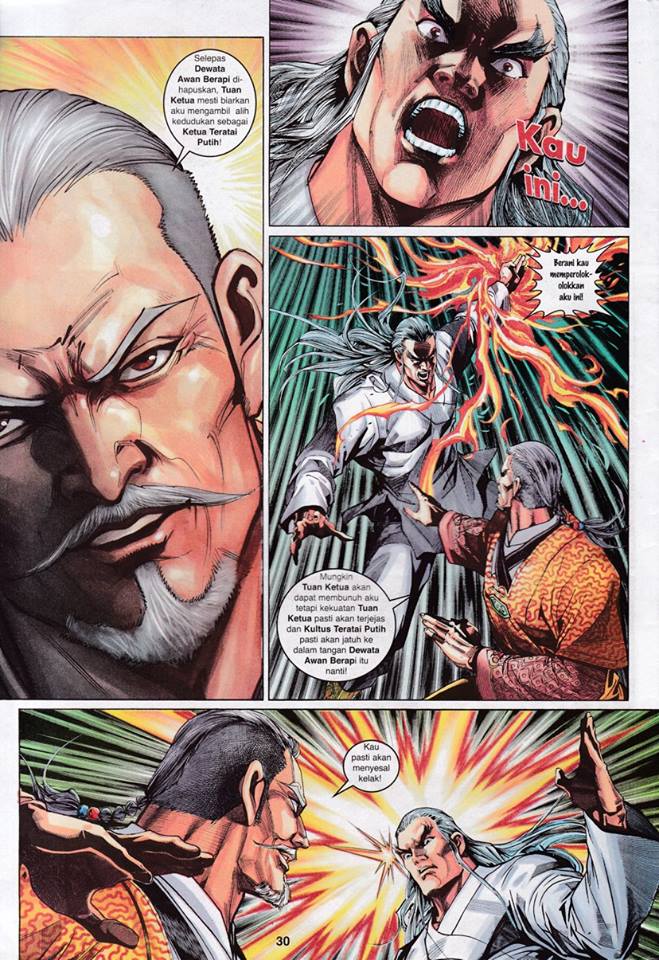 Selepas
Dewata
Awan Berapi di-
hapuskan, Tuan
Ketua mesti biarkan
aku mengambil alih
kedudukan sebagai
Ketua Teratai
Putih!
Kau
ini...
Berani kau
memperolok-
olokkan
aku ini!
Mungkin
Tuan Ketua akan
dapat membunuh aku
tetapi kekuatan Tuan
Ketua pasti akan terjejas
dan Kultus Teratai Putih
pasti akan jatuh ke
dalam tangan Dewata
Awan Berapi itu
nanti!
Kau
pasti akan
menyesal
kelak!
30